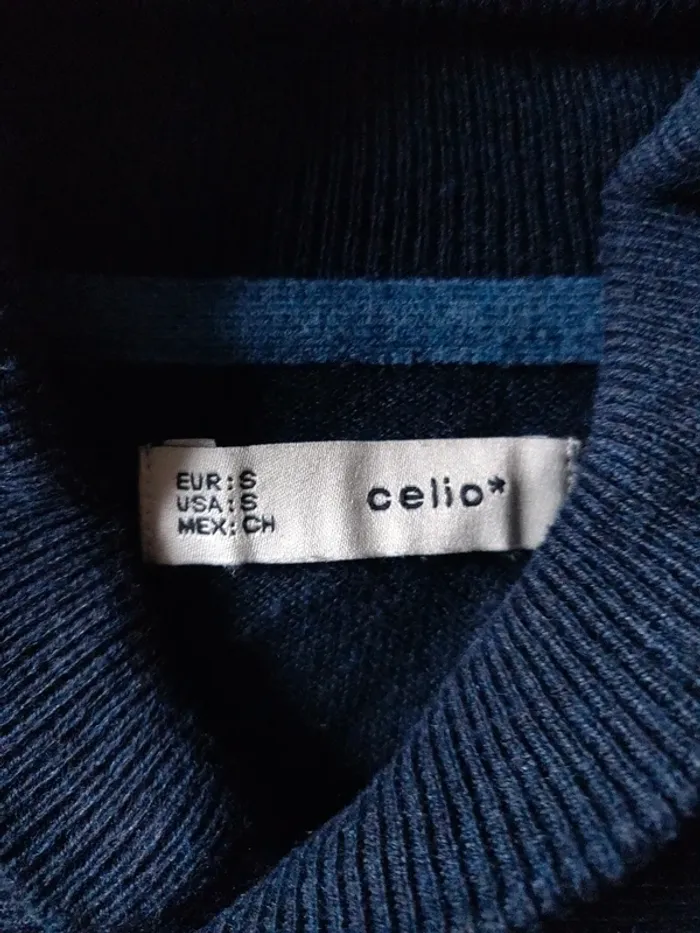 EUR:S
USA:S
MEX:CH
celio*